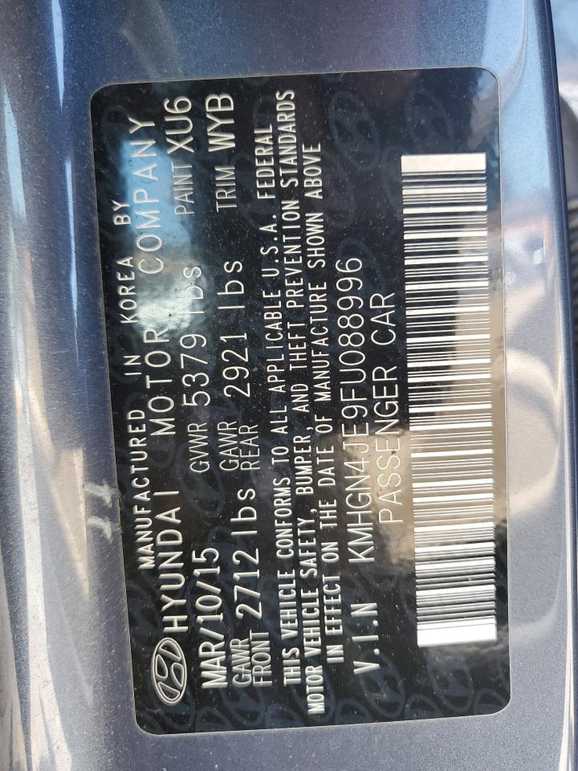 MANUFACTURED IN KOREA BY
HYUNDAI MOTOR COMPANY
MAR/10/15 GVWR 5379 lbs PAINT XU6
GAWR FRONT 2712 lbs GAWR REAR 2921 lbs TRIM WYB
THIS VEHICLE CONFORMS TO ALL APPLICABLE U.S.A. FEDERAL
MOTOR VEHICLE SAFETY, BUMPER, AND THEFT PREVENTION STANDARDS
IN EFFECT ON THE DATE OF MANUFACTURE SHOWN ABOVE
V.I.N KMHGN4JE9FU088996
PASSENGER CAR